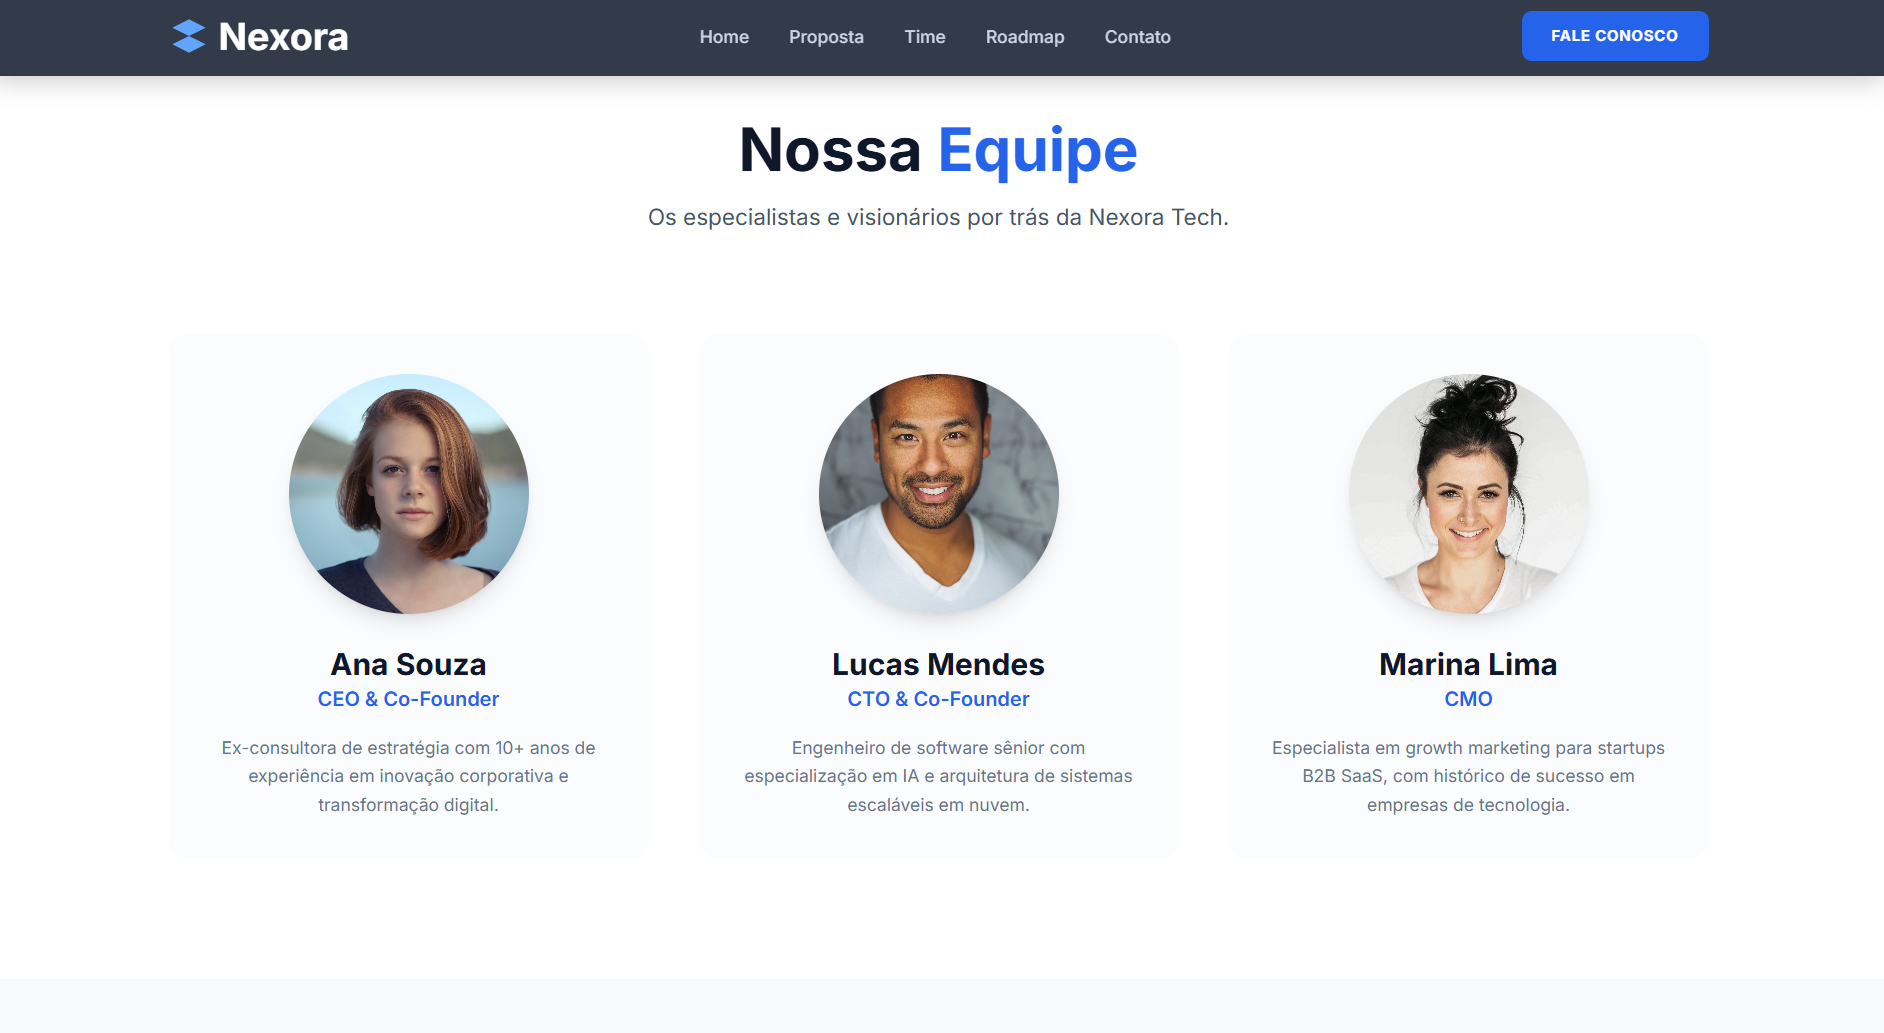 Nexora
Home
Proposta
Time
Roadmap
Contato
FALE CONOSCO
Nossa Equipe
Os especialistas e visionários por trás da Nexora Tech.
Ana Souza
CEO & Co-Founder
Ex-consultora de estratégia com 10+ anos de
experiência em inovação corporativa e
transformação digital.
Lucas Mendes
CTO & Co-Founder
Engenheiro de software sênior com
especialização em IA e arquitetura de sistemas
escaláveis em nuvem.
Marina Lima
CMO
Especialista em growth marketing para startups
B2B SaaS, com histórico de sucesso em
empresas de tecnologia.